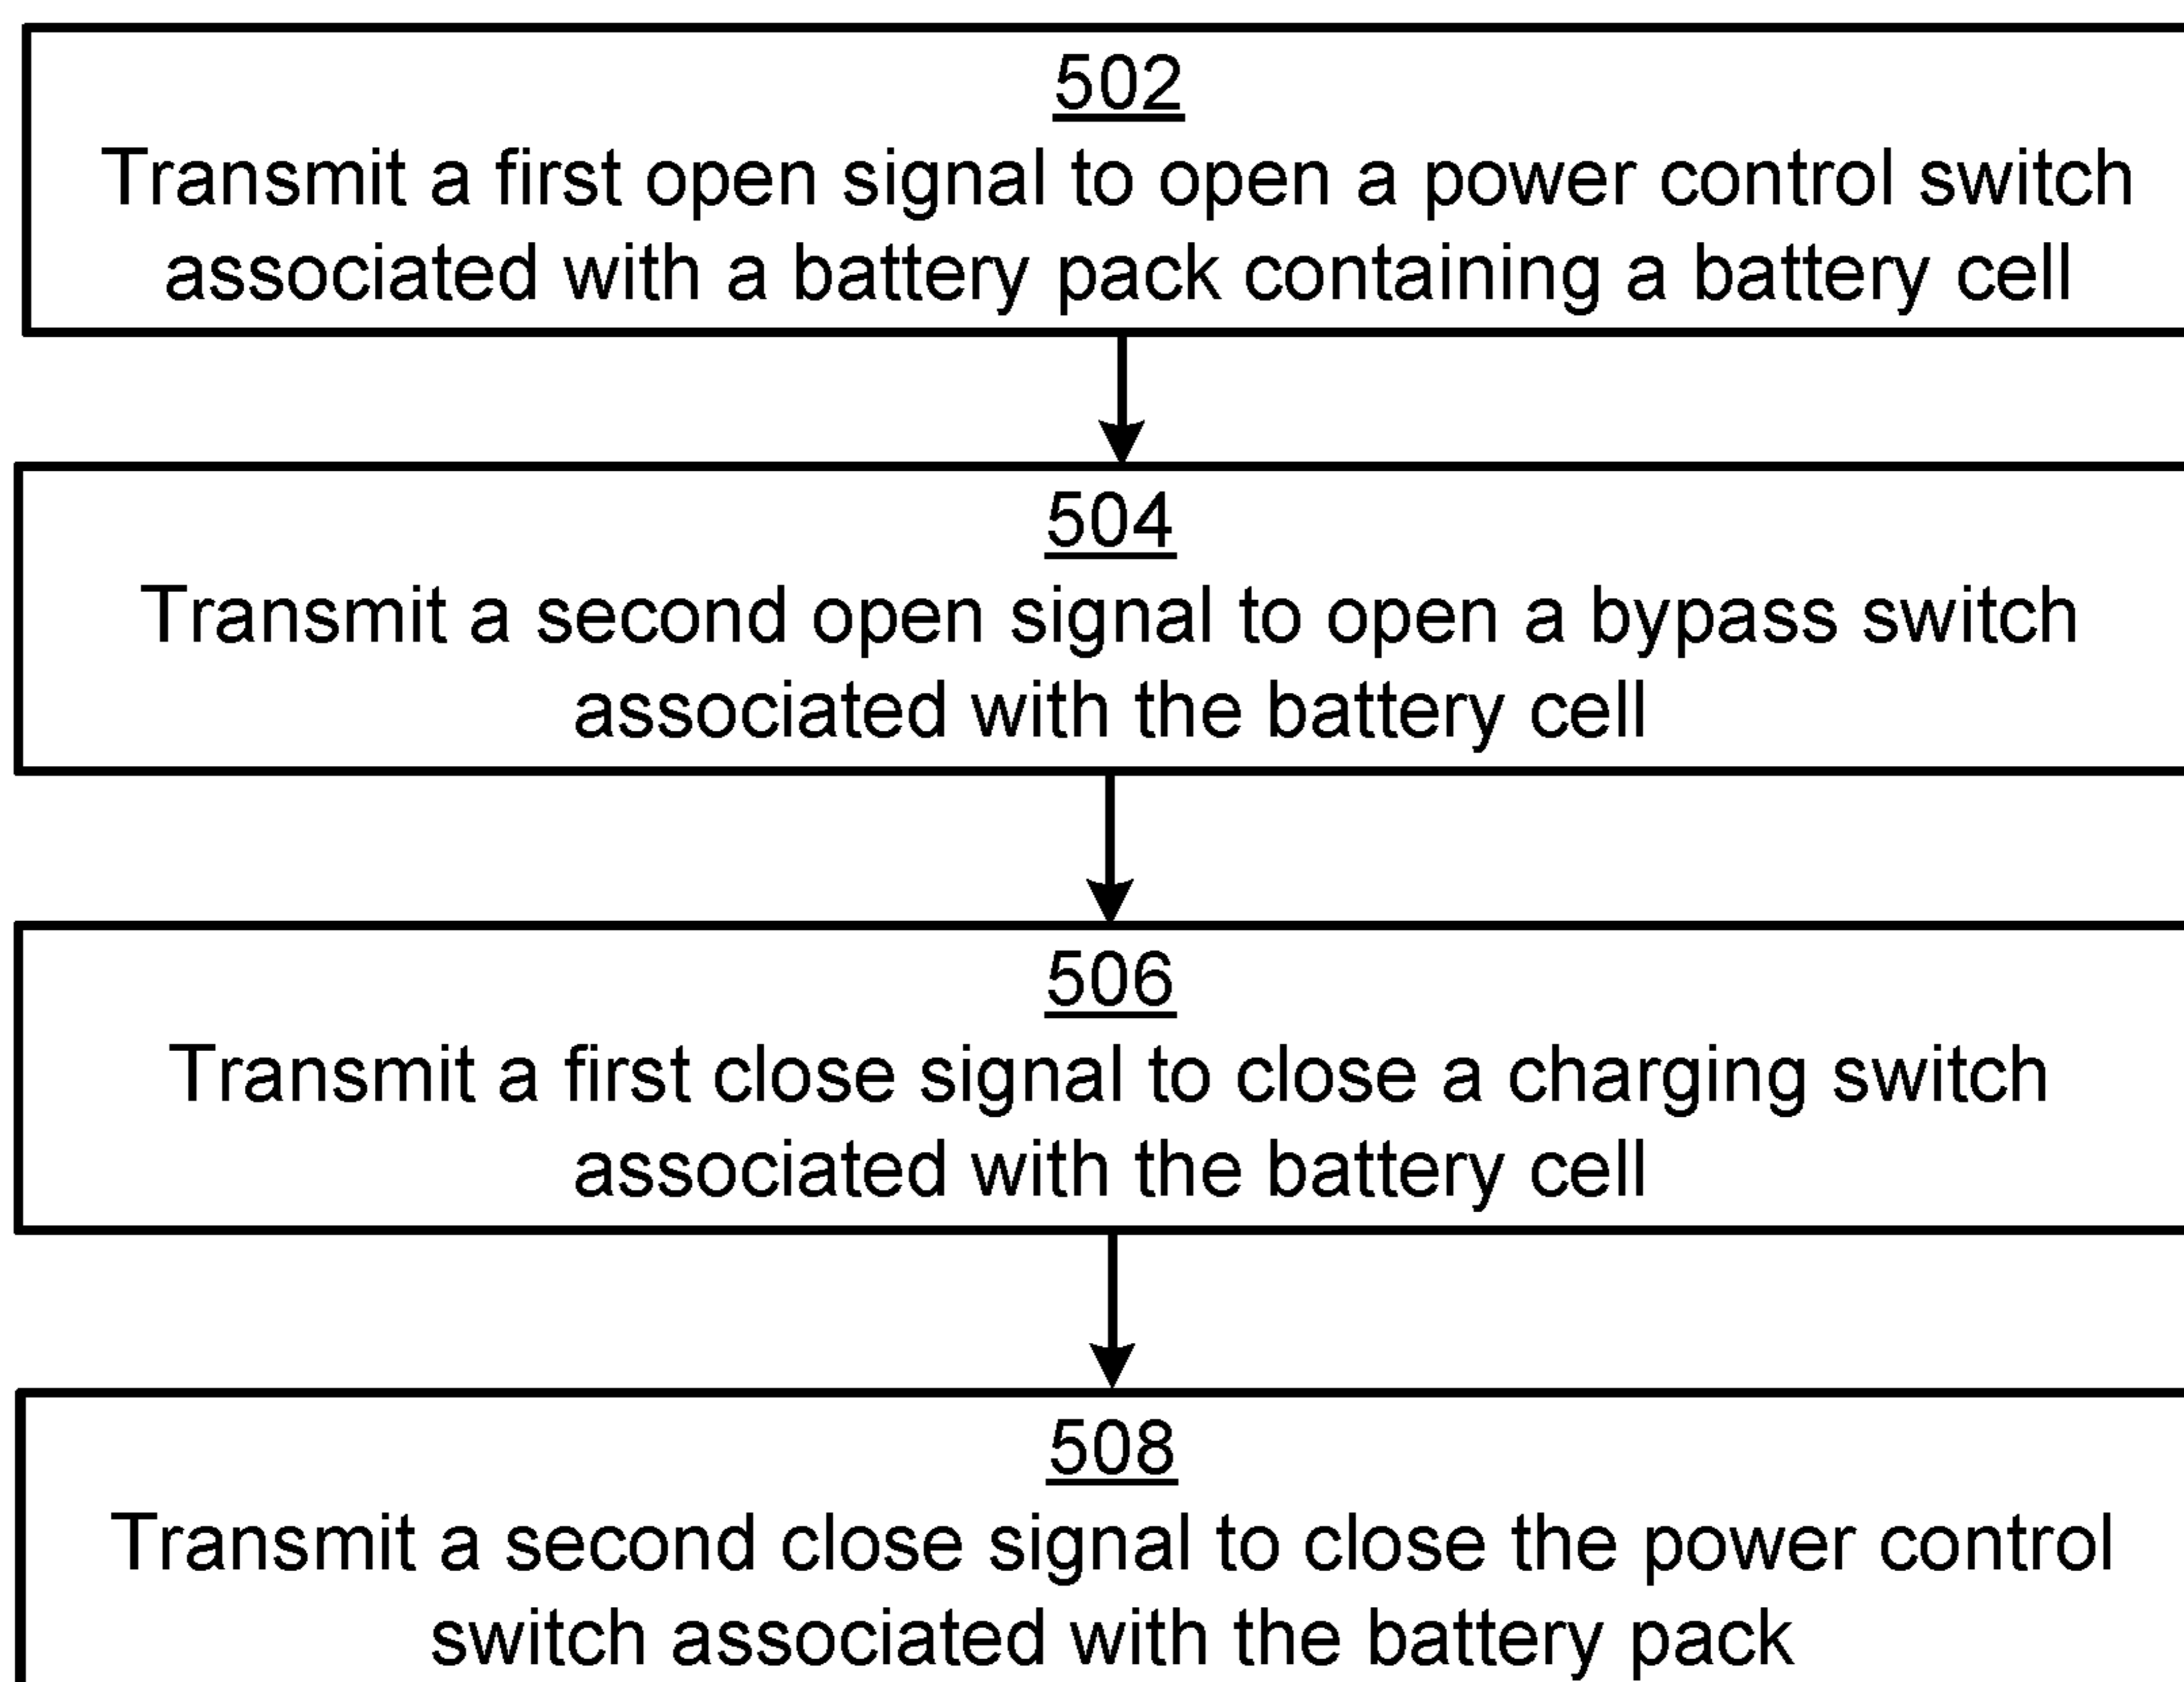 502
Transmit a first open signal to open a power control switch
associated with a battery pack containing a battery cell
504
Transmit a second open signal to open a bypass switch
associated with the battery cell
506
Transmit a first close signal to close a charging switch
associated with the battery cell
508
Transmit a second close signal to close the power control
switch associated with the battery pack